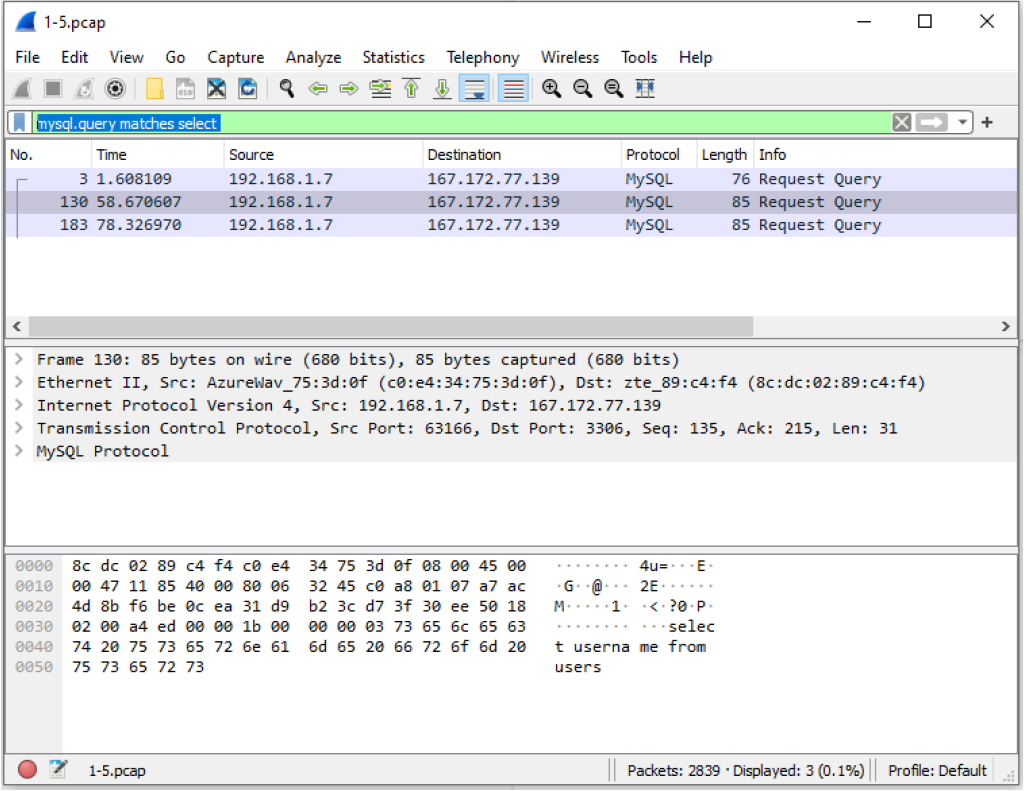 1-5.pcap
File Edit View Go Capture Analyze Statistics Telephony Wireless Tools Help
mysql.query matches select
No. Time Source Destination Protocol Length Info
3 1.608109 192.168.1.7 167.172.77.139 MySQL 76 Request Query
130 58.670607 192.168.1.7 167.172.77.139 MySQL 85 Request Query
183 78.326970 192.168.1.7 167.172.77.139 MySQL 85 Request Query
Frame 130: 85 bytes on wire (680 bits), 85 bytes captured (680 bits)
Ethernet II, Src: AzureWav_75:3d:0f (c0:e4:34:75:3d:0f), Dst: zte_89:c4:f4 (8c:dc:02:89:c4:f4)
Internet Protocol Version 4, Src: 192.168.1.7, Dst: 167.172.77.139
Transmission Control Protocol, Src Port: 63166, Dst Port: 3306, Seq: 135, Ack: 215, Len: 31
MySQL Protocol
0000 8c dc 02 89 c4 f4 c0 e4 34 75 3d 0f 08 00 45 00 ········ 4u=···E·
0010 00 47 11 85 40 00 80 06 32 45 c0 a8 01 07 a7 ac ·G··@··· 2E······
0020 4d 8b f6 be 0c ea 31 d9 b2 3c d7 3f 30 ee 50 18 M·····1· ·<·?0·P·
0030 02 00 a4 ed 00 00 1b 00 00 00 03 73 65 6c 65 63 ········ ···selec
0040 74 20 75 73 65 72 6e 61 6d 65 20 66 72 6f 6d 20 t userna me from
0050 75 73 65 72 73 users
1-5.pcap Packets: 2839 · Displayed: 3 (0.1%) Profile: Default